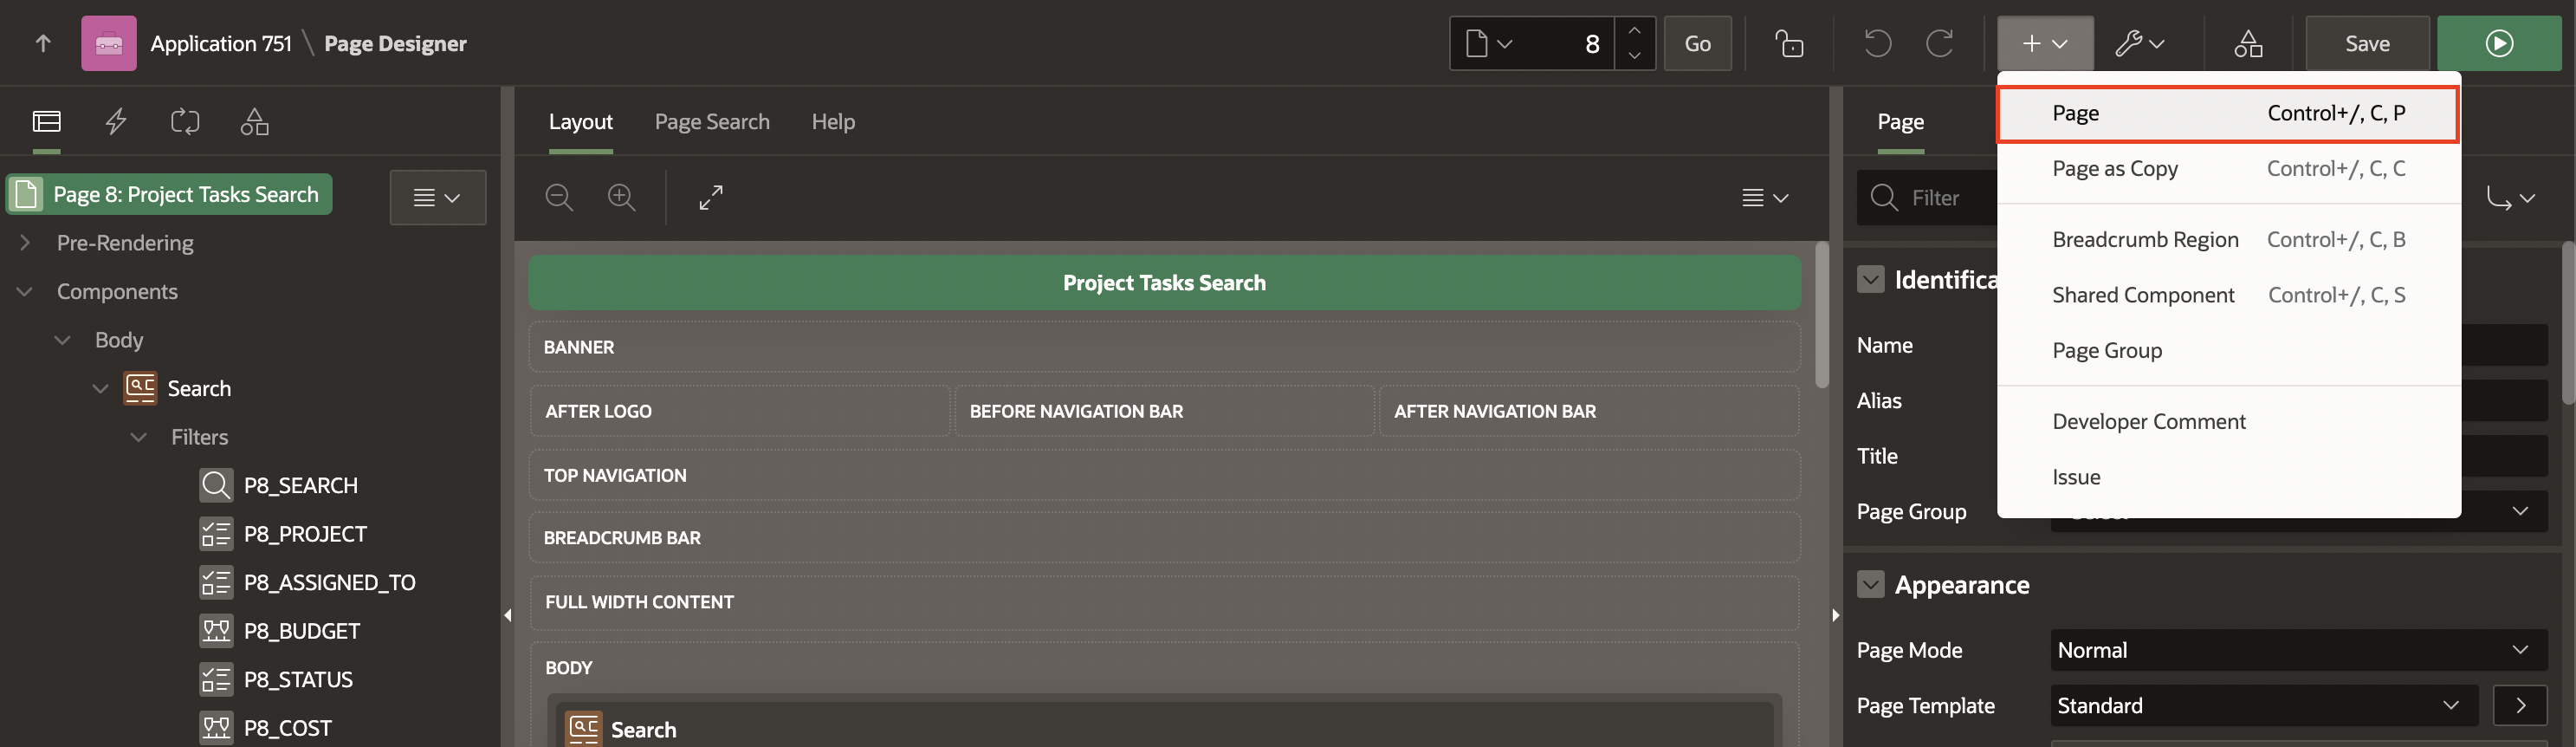 Application 751 \ Page Designer
8
Go
Save
Page Control+/, C, P
Page as Copy Control+/, C, C
Breadcrumb Region Control+/, C, B
Shared Component Control+/, C, S
Page Group
Developer Comment
Issue
Page 8: Project Tasks Search
Pre-Rendering
Components
Body
Search
Filters
P8_SEARCH
P8_PROJECT
P8_ASSIGNED_TO
P8_BUDGET
P8_STATUS
P8_COST
Layout Page Search Help
Project Tasks Search
BANNER
AFTER LOGO BEFORE NAVIGATION BAR AFTER NAVIGATION BAR
TOP NAVIGATION
BREADCRUMB BAR
FULL WIDTH CONTENT
BODY
Search
Page
Filter
Identifica
Name
Alias
Title
Page Group
Appearance
Page Mode Normal
Page Template Standard